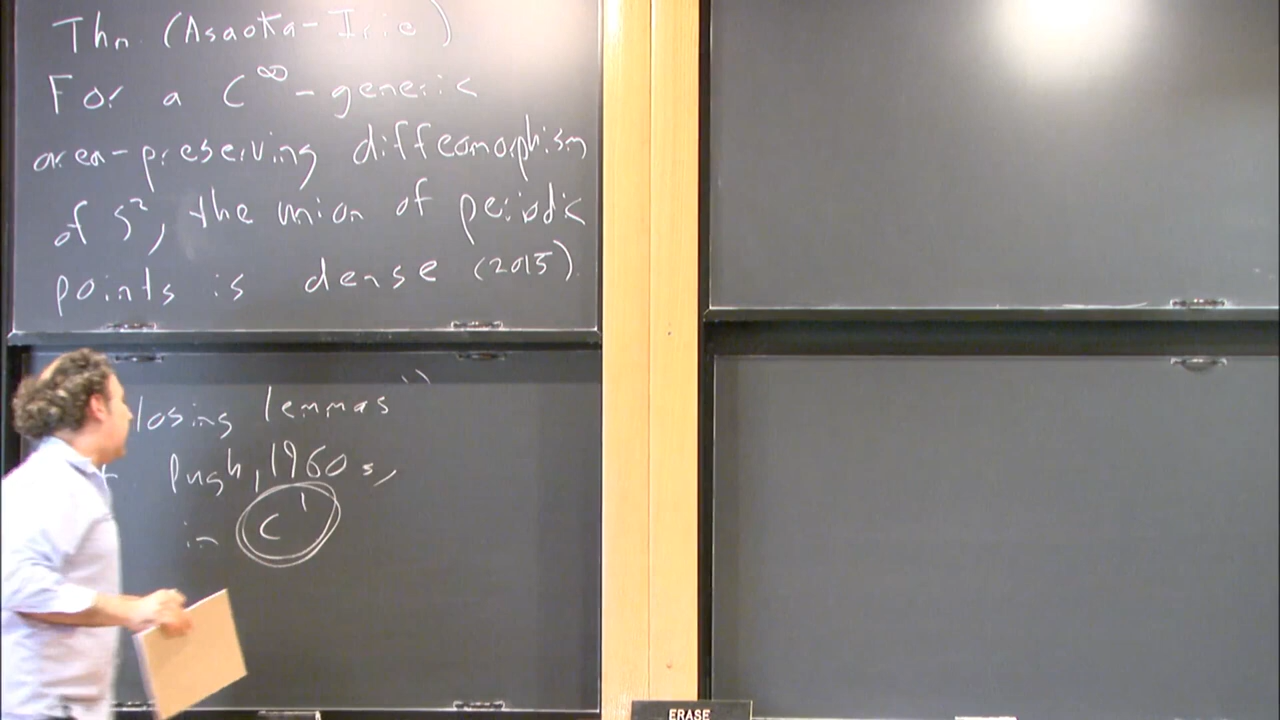 Thm (Asaoka-Irie)
For a C^∞-generic
area-preserving diffeomorphism
of S², the union of periodic
points is dense (2015).
losing lemmas"
Pugh, 1960s,
in C¹
ERASE